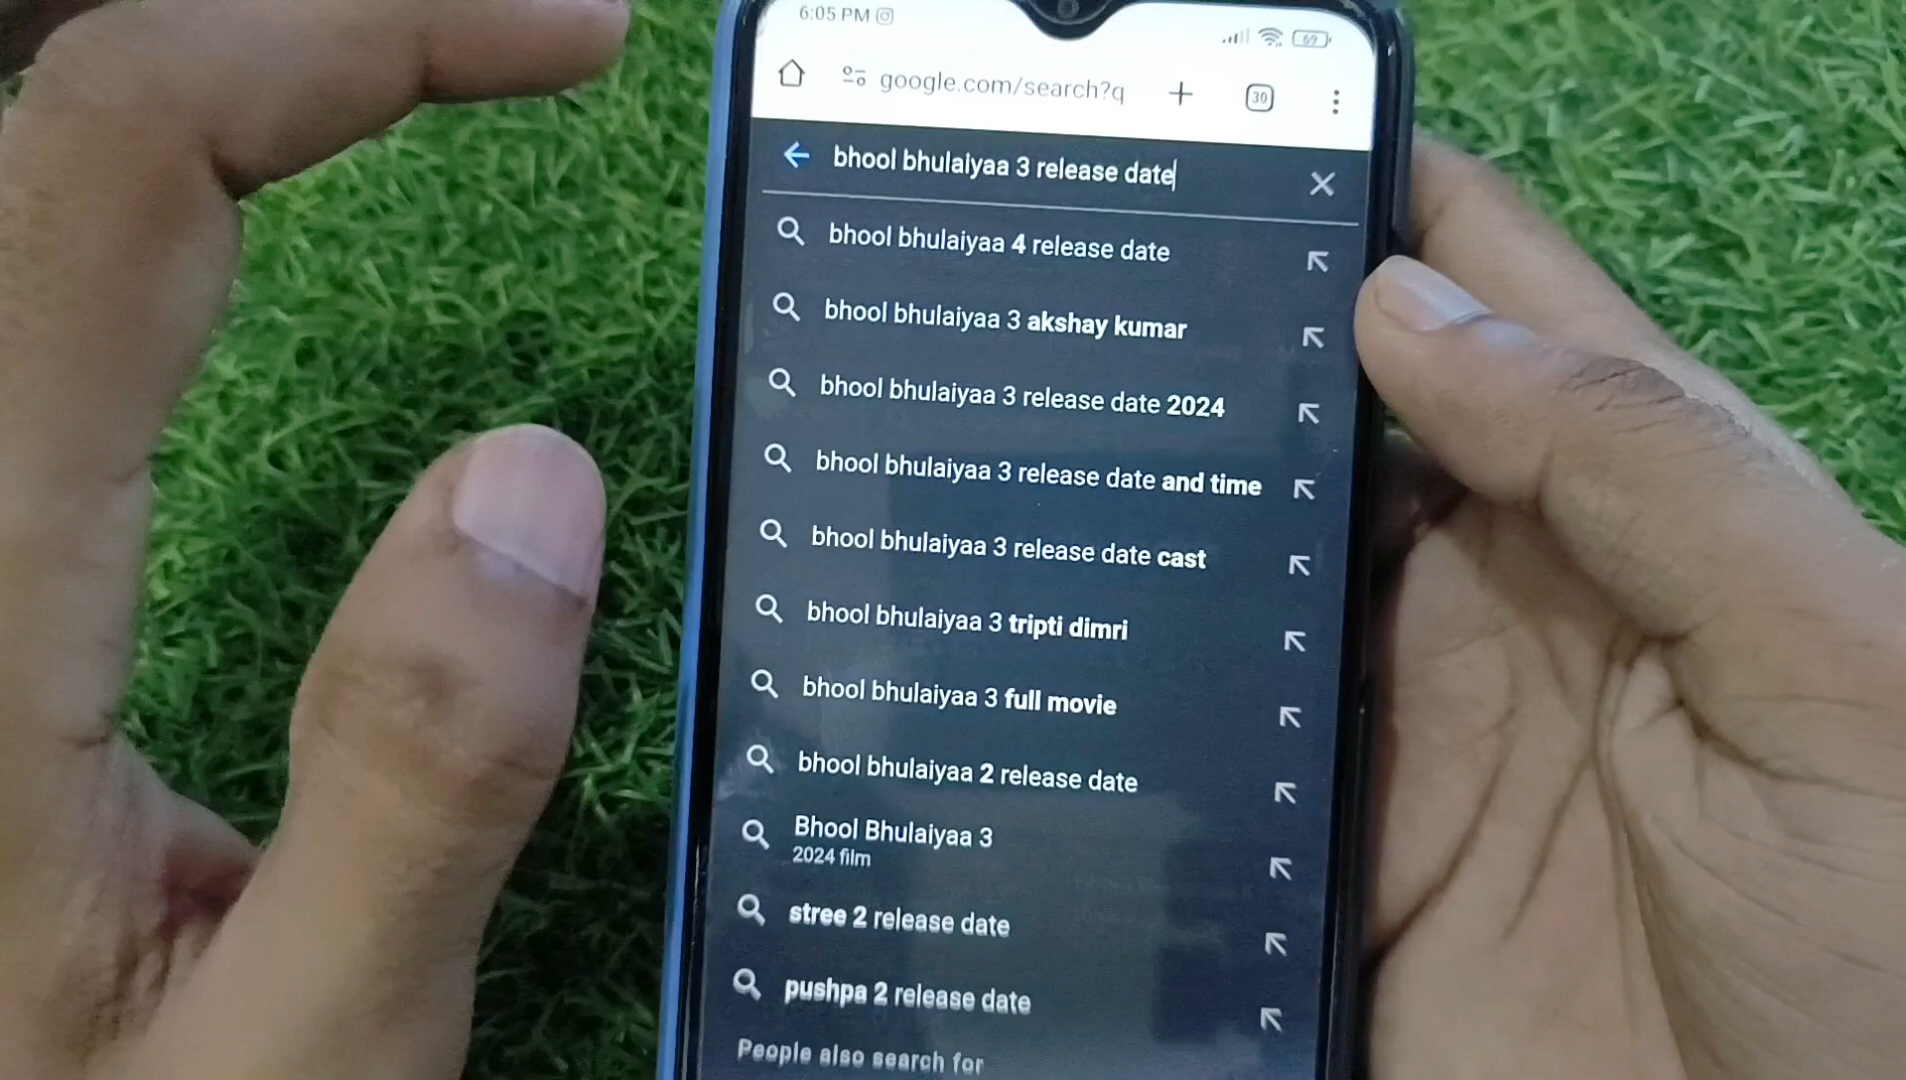 6:05 PM
69
google.com/search?q
30
bhool bhulaiyaa 3 release date
bhool bhulaiyaa 4 release date
bhool bhulaiyaa 3 akshay kumar
bhool bhulaiyaa 3 release date 2024
bhool bhulaiyaa 3 release date and time
bhool bhulaiyaa 3 release date cast
bhool bhulaiyaa 3 tripti dimri
bhool bhulaiyaa 3 full movie
bhool bhulaiyaa 2 release date
Bhool Bhulaiyaa 3
2024 film
stree 2 release date
pushpa 2 release date
People also search for